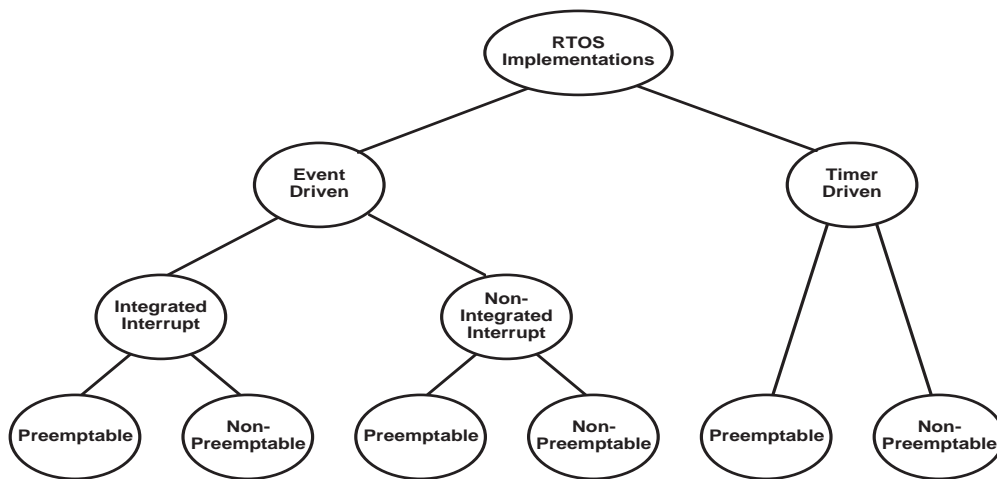 RTOS
Implementations
Event
Driven
Timer
Driven
Integrated
Interrupt
Non-
Integrated
Interrupt
Preemptable
Non-
Preemptable
Preemptable
Non-
Preemptable
Preemptable
Non-
Preemptable